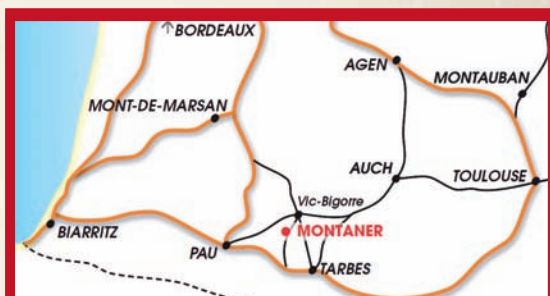 BORDEAUX
AGEN
MONTAUBAN
MONT-DE-MARSAN
AUCH
TOULOUSE
Vic-Bigorre
BIARRITZ
MONTANER
PAU
TARBES